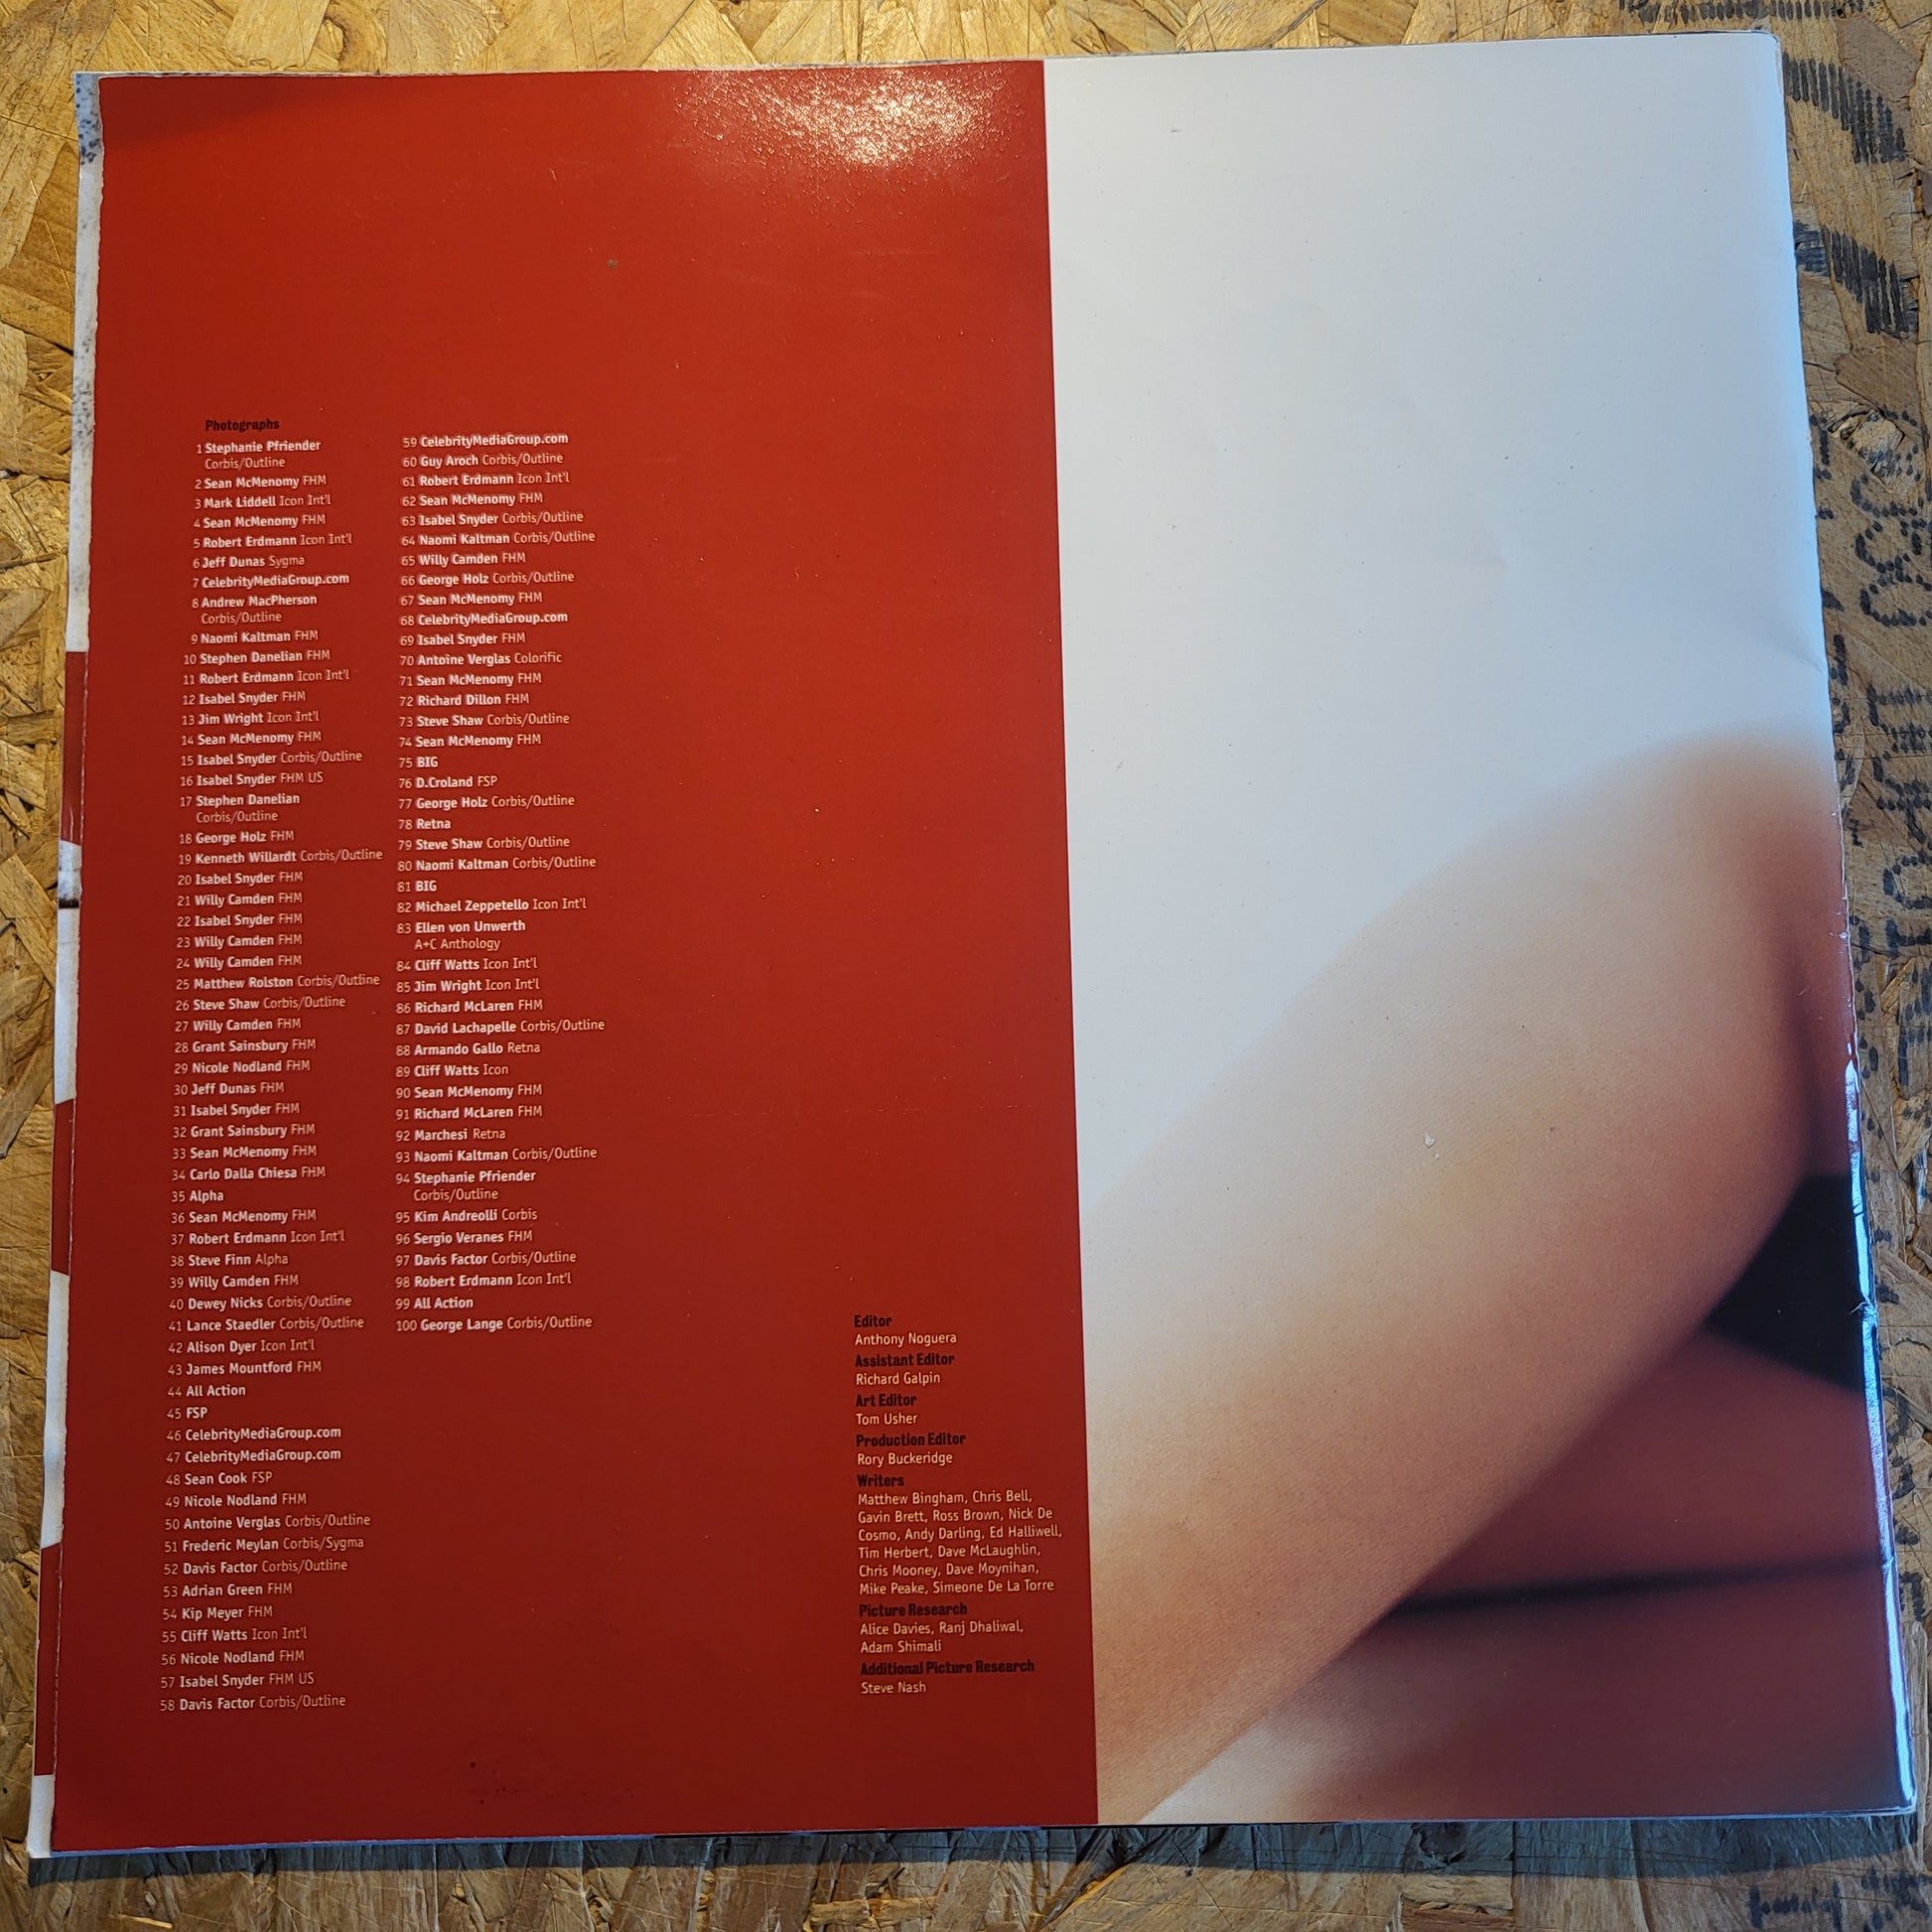 Photographs
1 Stephanie Pfriender
Corbis/Outline
2 Sean McMenomy FHM
3 Mark Liddell Icon Int'l
4 Sean McMenomy FHM
5 Robert Erdmann Icon Int'l
6 Jeff Dunas Sygma
7 CelebrityMediaGroup.com
8 Andrew MacPherson
Corbis/Outline
9 Naomi Kaltman FHM
10 Stephen Danelian FHM
11 Robert Erdmann Icon Int'l
12 Isabel Snyder FHM
13 Jim Wright Icon Int'l
14 Sean McMenomy FHM
15 Isabel Snyder Corbis/Outline
16 Isabel Snyder FHM US
17 Stephen Danelian
Corbis/Outline
18 George Holz FHM
19 Kenneth Willardt Corbis/Outline
20 Isabel Snyder FHM
21 Willy Camden FHM
22 Isabel Snyder FHM
23 Willy Camden FHM
24 Willy Camden FHM
25 Matthew Rolston Corbis/Outline
26 Steve Shaw Corbis/Outline
27 Willy Camden FHM
28 Grant Sainsbury FHM
29 Nicole Nodland FHM
30 Jeff Dunas FHM
31 Isabel Snyder FHM
32 Grant Sainsbury FHM
33 Sean McMenomy FHM
34 Carlo Dalla Chiesa FHM
35 Alpha
36 Sean McMenomy FHM
37 Robert Erdmann Icon Int'l
38 Steve Finn Alpha
39 Willy Camden FHM
40 Dewey Nicks Corbis/Outline
41 Lance Staedler Corbis/Outline
42 Alison Dyer Icon Int'l
43 James Mountford FHM
44 All Action
45 FSP
46 CelebrityMediaGroup.com
47 CelebrityMediaGroup.com
48 Sean Cook FSP
49 Nicole Nodland FHM
50 Antoine Verglas Corbis/Outline
51 Frederic Meylan Corbis/Sygma
52 Davis Factor Corbis/Outline
53 Adrian Green FHM
54 Kip Meyer FHM
55 Cliff Watts Icon Int'l
56 Nicole Nodland FHM
57 Isabel Snyder FHM US
58 Davis Factor Corbis/Outline
59 CelebrityMediaGroup.com
60 Guy Aroch Corbis/Outline
61 Robert Erdmann Icon Int'l
62 Sean McMenomy FHM
63 Isabel Snyder Corbis/Outline
64 Naomi Kaltman Corbis/Outline
65 Willy Camden FHM
66 George Holz Corbis/Outline
67 Sean McMenomy FHM
68 CelebrityMediaGroup.com
69 Isabel Snyder FHM
70 Antoine Verglas Colorific
71 Sean McMenomy FHM
72 Richard Dillon FHM
73 Steve Shaw Corbis/Outline
74 Sean McMenomy FHM
75 BIG
76 D.Croland FSP
77 George Holz Corbis/Outline
78 Retna
79 Steve Shaw Corbis/Outline
80 Naomi Kaltman Corbis/Outline
81 BIG
82 Michael Zeppetello Icon Int'l
83 Ellen von Unwerth
A+C Anthology
84 Cliff Watts Icon Int'l
85 Jim Wright Icon Int'l
86 Richard McLaren FHM
87 David Lachapelle Corbis/Outline
88 Armando Gallo Retna
89 Cliff Watts Icon
90 Sean McMenomy FHM
91 Richard McLaren FHM
92 Marchesi Retna
93 Naomi Kaltman Corbis/Outline
94 Stephanie Pfriender
Corbis/Outline
95 Kim Andreolli Corbis
96 Sergio Veranes FHM
97 Davis Factor Corbis/Outline
98 Robert Erdmann Icon Int'l
99 All Action
100 George Lange Corbis/Outline
Editor
Anthony Noguera
Assistant Editor
Richard Galpin
Art Editor
Tom Usher
Production Editor
Rory Buckeridge
Writers
Matthew Bingham, Chris Bell,
Gavin Brett, Ross Brown, Nick De
Cosmo, Andy Darling, Ed Halliwell,
Tim Herbert, Dave McLaughlin,
Chris Mooney, Dave Moynihan,
Mike Peake, Simeone De La Torre
Picture Research
Alice Davies, Ranj Dhaliwal,
Adam Shimali
Additional Picture Research
Steve Nash